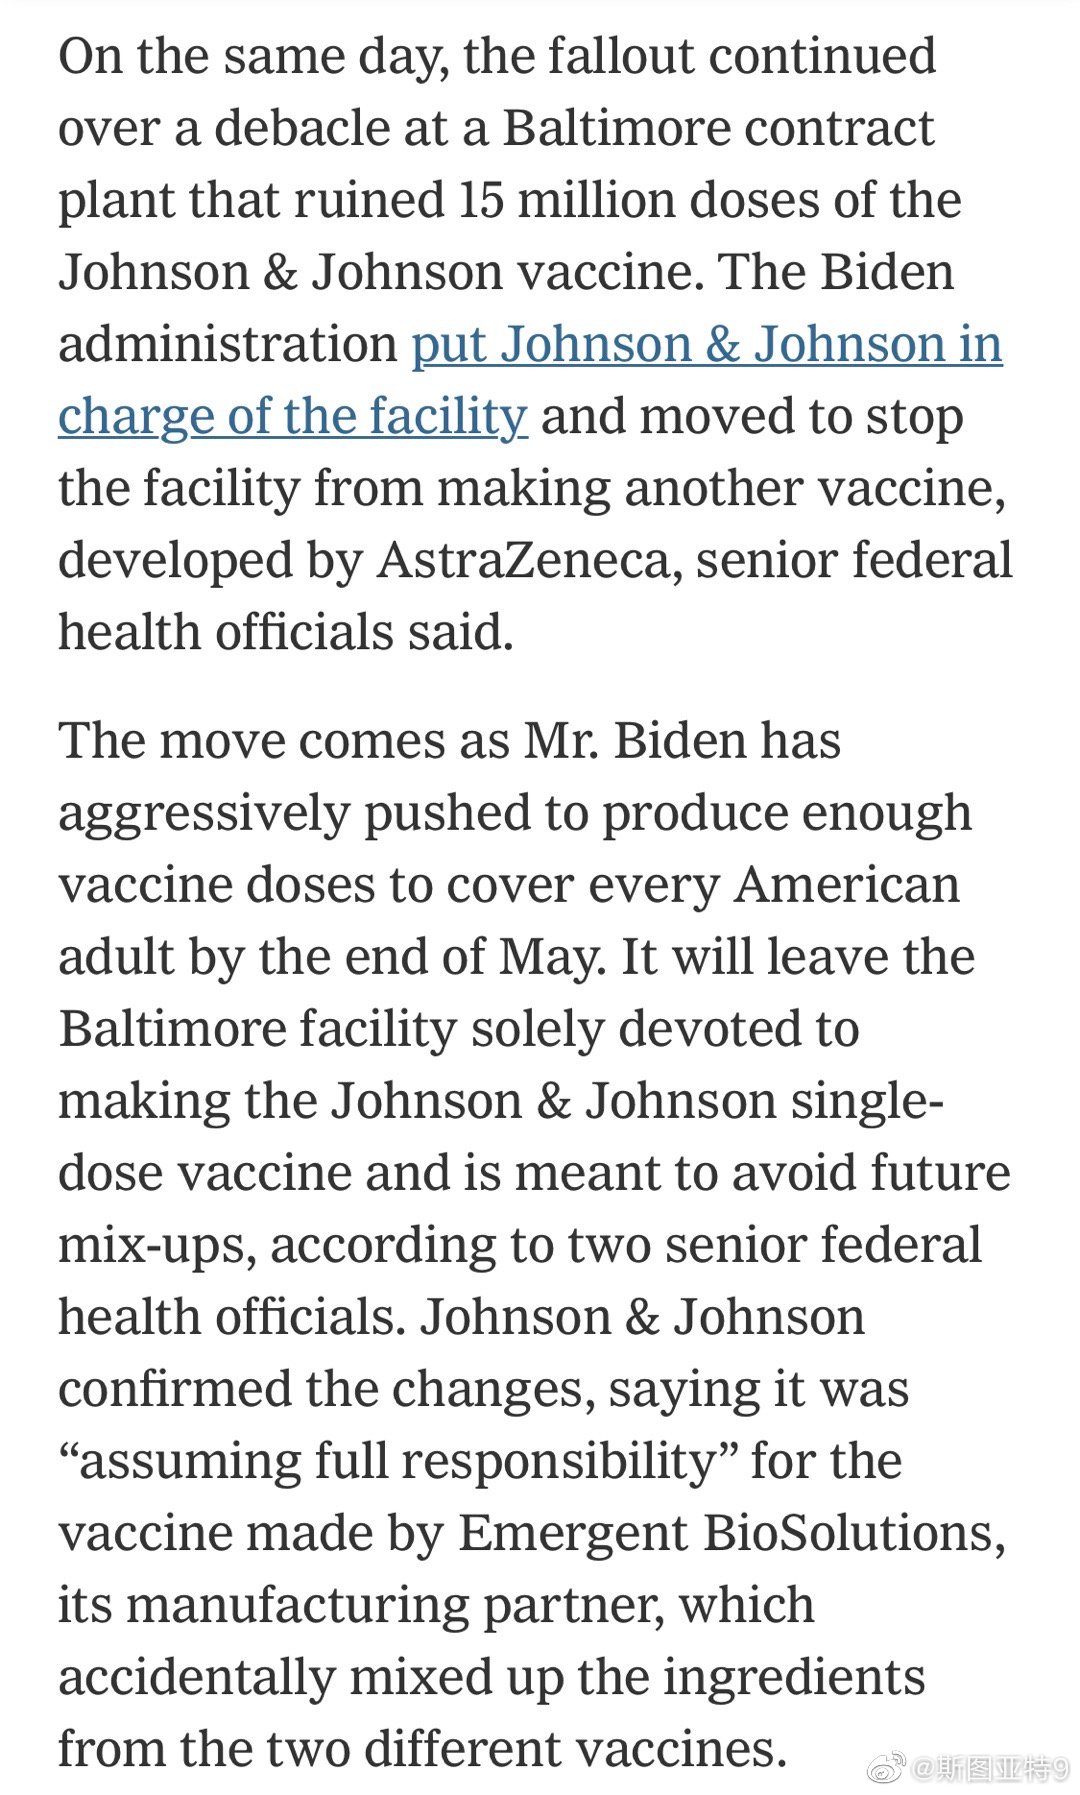 On the same day, the fallout continued
over a debacle at a Baltimore contract
plant that ruined 15 million doses of the
Johnson & Johnson vaccine. The Biden
administration put Johnson & Johnson in
charge of the facility and moved to stop
the facility from making another vaccine,
developed by AstraZeneca, senior federal
health officials said.
The move comes as Mr. Biden has
aggressively pushed to produce enough
vaccine doses to cover every American
adult by the end of May. It will leave the
Baltimore facility solely devoted to
making the Johnson & Johnson single-
dose vaccine and is meant to avoid future
mix-ups, according to two senior federal
health officials. Johnson & Johnson
confirmed the changes, saying it was
“assuming full responsibility” for the
vaccine made by Emergent BioSolutions,
its manufacturing partner, which
accidentally mixed up the ingredients
from the two different vaccines.
@斯图亚特9